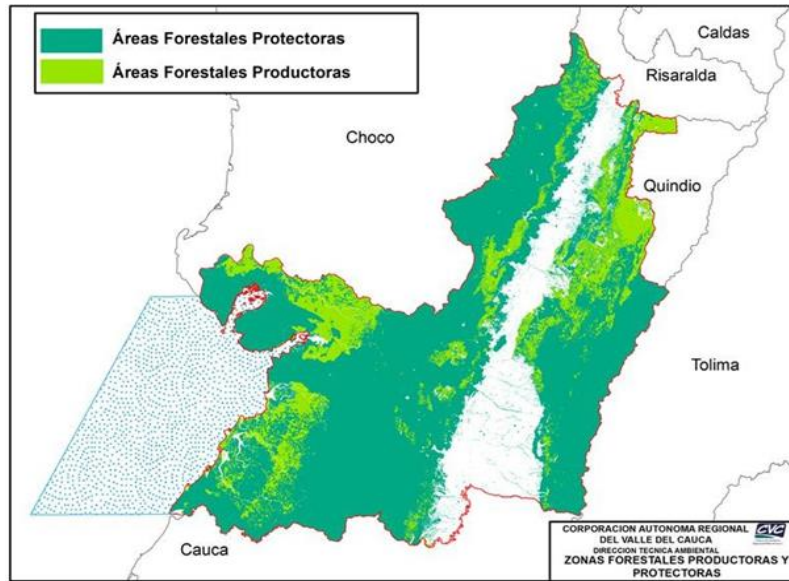 Áreas Forestales Protectoras
Áreas Forestales Productoras
Caldas
Risaralda
Choco
Quindio
Tolima
Cauca
CORPORACION AUTONOMA REGIONAL
DEL VALLE DEL CAUCA
DIRECCION TECNICA AMBIENTAL
CVC
ZONAS FORESTALES PRODUCTORAS Y
PROTECTORAS